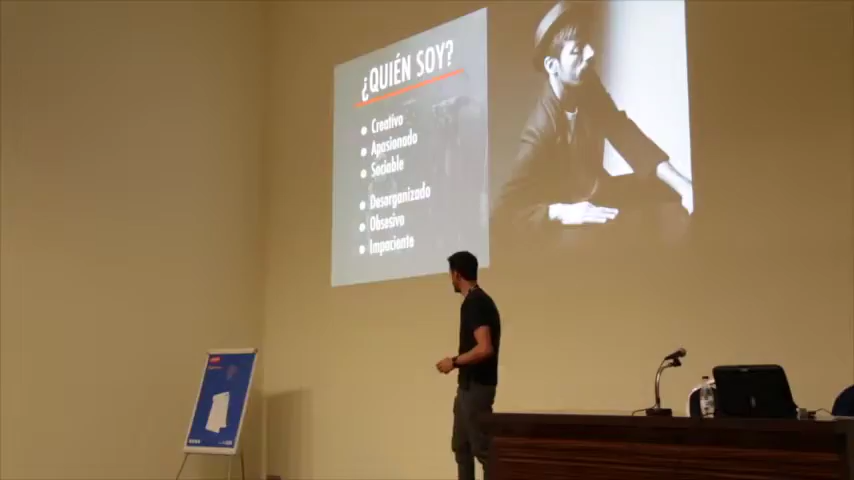 ¿QUIÉN SOY?
Creativo
Apasionado
Sociable
Desorganizado
Obsesivo
Impaciente